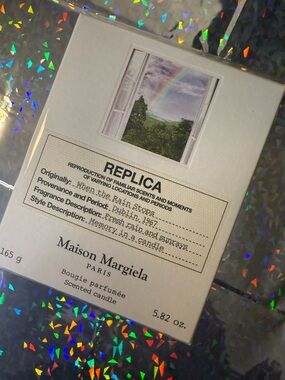 REPLICA
REPRODUCTION OF FAMILIAR SCENTS AND MOMENTS
OF VARYING LOCATIONS AND PERIODS
Originally: When the Rain Stops
Provenance and Period: Dublin, 1967
Fragrance Description: Fresh rain and sunrays
Style Description: Memory in a candle
Maison Margiela
PARIS
Bougie parfumée
Scented candle
165 g
5.82 oz.